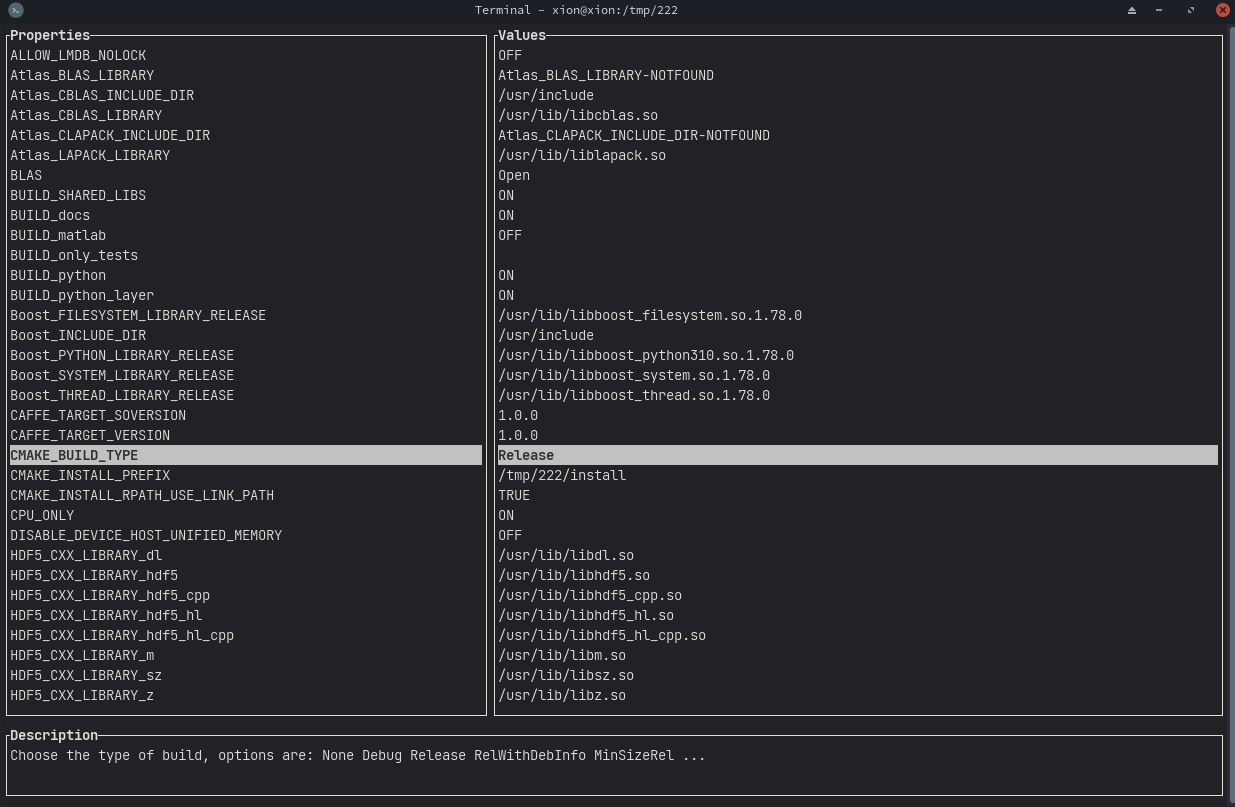 Terminal - xion@xion:/tmp/222
Properties Values
ALLOW_LMDB_NOLOCK OFF
Atlas_BLAS_LIBRARY Atlas_BLAS_LIBRARY-NOTFOUND
Atlas_CBLAS_INCLUDE_DIR /usr/include
Atlas_CBLAS_LIBRARY /usr/lib/libcblas.so
Atlas_CLAPACK_INCLUDE_DIR Atlas_CLAPACK_INCLUDE_DIR-NOTFOUND
Atlas_LAPACK_LIBRARY /usr/lib/liblapack.so
BLAS Open
BUILD_SHARED_LIBS ON
BUILD_docs ON
BUILD_matlab OFF
BUILD_only_tests
BUILD_python ON
BUILD_python_layer ON
Boost_FILESYSTEM_LIBRARY_RELEASE /usr/lib/libboost_filesystem.so.1.78.0
Boost_INCLUDE_DIR /usr/include
Boost_PYTHON_LIBRARY_RELEASE /usr/lib/libboost_python310.so.1.78.0
Boost_SYSTEM_LIBRARY_RELEASE /usr/lib/libboost_system.so.1.78.0
Boost_THREAD_LIBRARY_RELEASE /usr/lib/libboost_thread.so.1.78.0
CAFFE_TARGET_SOVERSION 1.0.0
CAFFE_TARGET_VERSION 1.0.0
CMAKE_BUILD_TYPE Release
CMAKE_INSTALL_PREFIX /tmp/222/install
CMAKE_INSTALL_RPATH_USE_LINK_PATH TRUE
CPU_ONLY ON
DISABLE_DEVICE_HOST_UNIFIED_MEMORY OFF
HDF5_CXX_LIBRARY_dl /usr/lib/libdl.so
HDF5_CXX_LIBRARY_hdf5 /usr/lib/libhdf5.so
HDF5_CXX_LIBRARY_hdf5_cpp /usr/lib/libhdf5_cpp.so
HDF5_CXX_LIBRARY_hdf5_hl /usr/lib/libhdf5_hl.so
HDF5_CXX_LIBRARY_hdf5_hl_cpp /usr/lib/libhdf5_hl_cpp.so
HDF5_CXX_LIBRARY_m /usr/lib/libm.so
HDF5_CXX_LIBRARY_sz /usr/lib/libsz.so
HDF5_CXX_LIBRARY_z /usr/lib/libz.so
Description
Choose the type of build, options are: None Debug Release RelWithDebInfo MinSizeRel ...